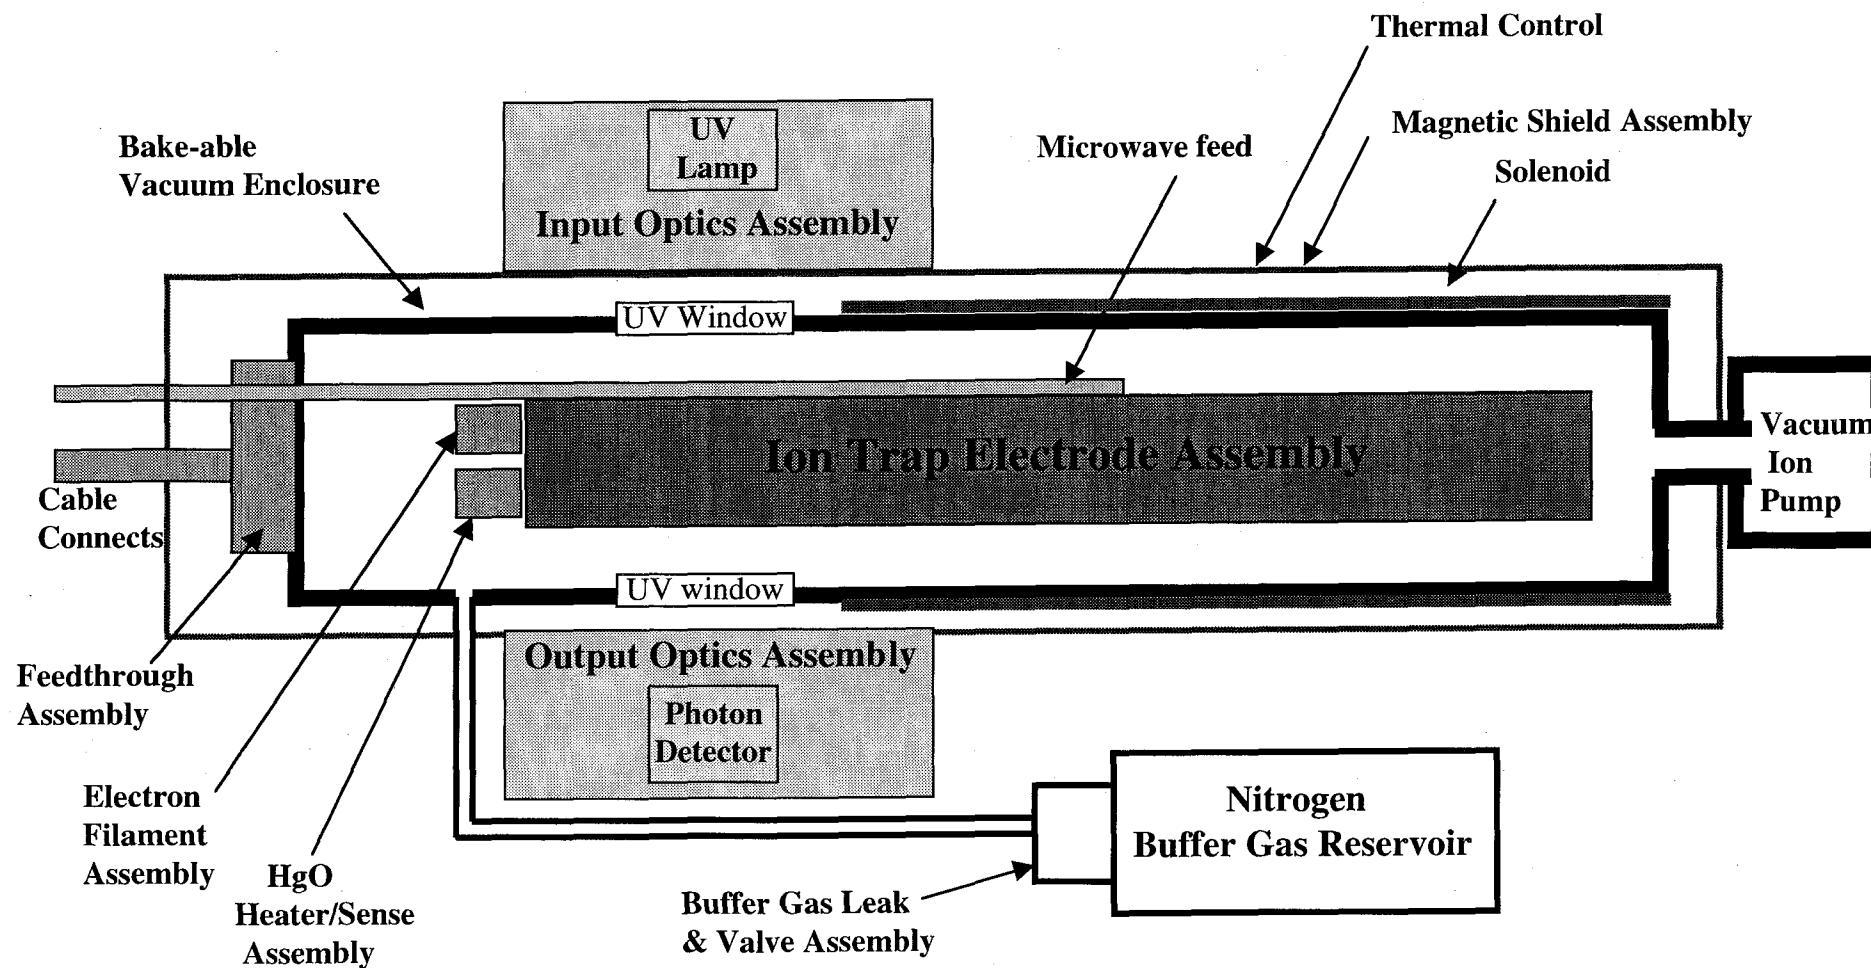 Thermal Control
Magnetic Shield Assembly
Solenoid
Microwave feed
Bake-able
Vacuum Enclosure
UV
Lamp
Input Optics Assembly
UV Window
Ion Trap Electrode Assembly
Vacuum
Ion
Pump
Cable
Connects
UV window
Output Optics Assembly
Photon
Detector
Feedthrough
Assembly
Electron
Filament
Assembly
HgO
Heater/Sense
Assembly
Nitrogen
Buffer Gas Reservoir
Buffer Gas Leak
& Valve Assembly